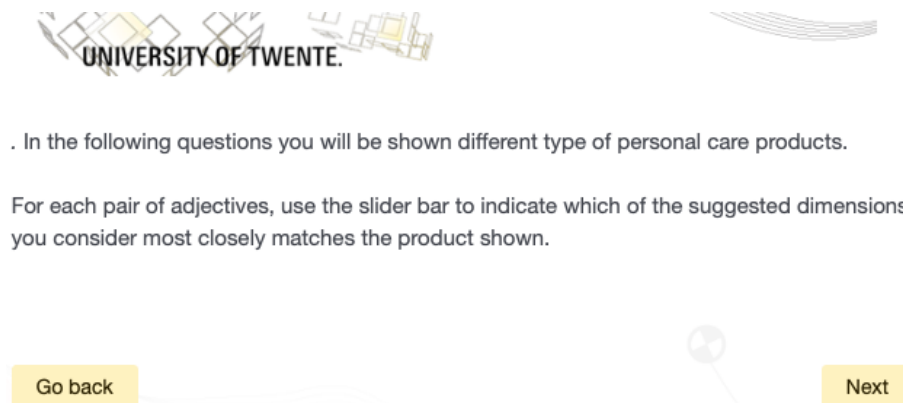 UNIVERSITY OF TWENTE.
. In the following questions you will be shown different type of personal care products.
For each pair of adjectives, use the slider bar to indicate which of the suggested dimensions
you consider most closely matches the product shown.
Go back
Next